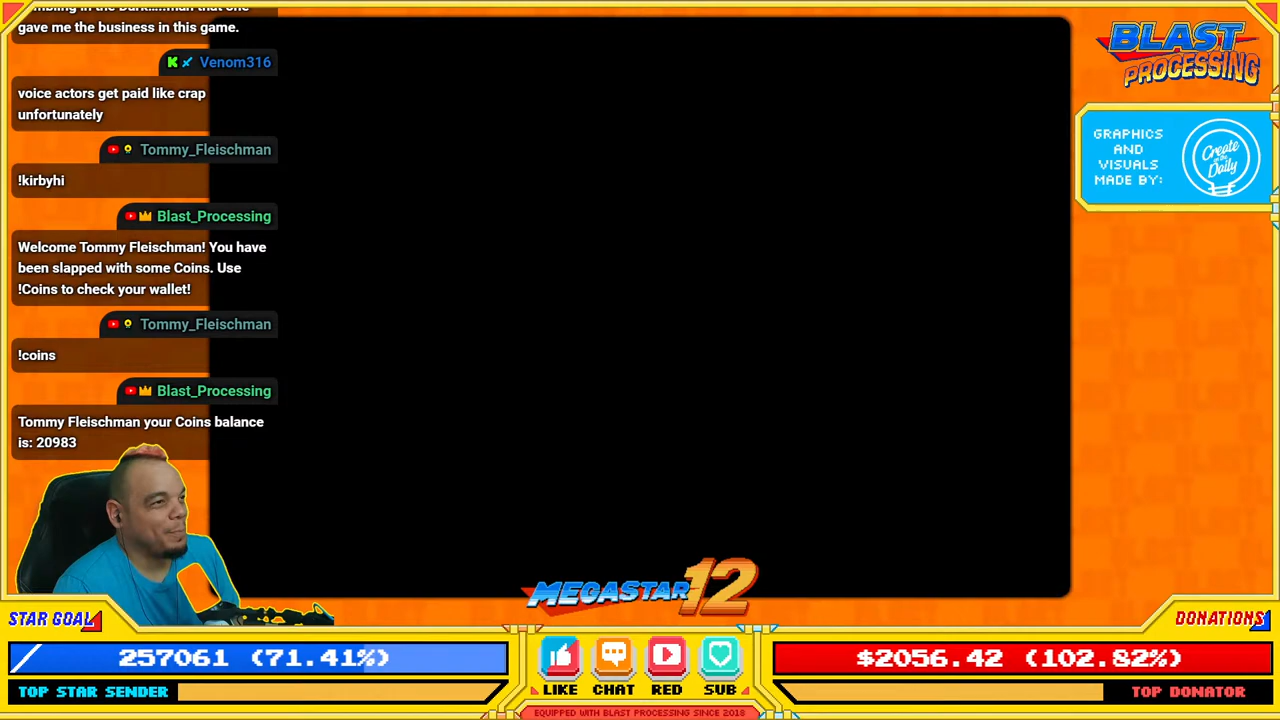 gave me the business in this game.
Venom316
voice actors get paid like crap
unfortunately
Tommy_Fleischman
!kirbyhi
Blast_Processing
Welcome Tommy Fleischman! You have
been slapped with some Coins. Use
!Coins to check your wallet!
Tommy_Fleischman
!coins
Blast_Processing
Tommy Fleischman your Coins balance
is: 20983
BLAST
PROCESSING
GRAPHICS
AND
VISUALS
MADE BY:
Create
on the
Daily
MEGASTAR 12
STAR GOAL
257061 (71.41%)
TOP STAR SENDER
LIKE CHAT RED SUB
EQUIPPED WITH BLAST PROCESSING SINCE 2018
DONATIONS
$2056.42 (102.82%)
TOP DONATOR